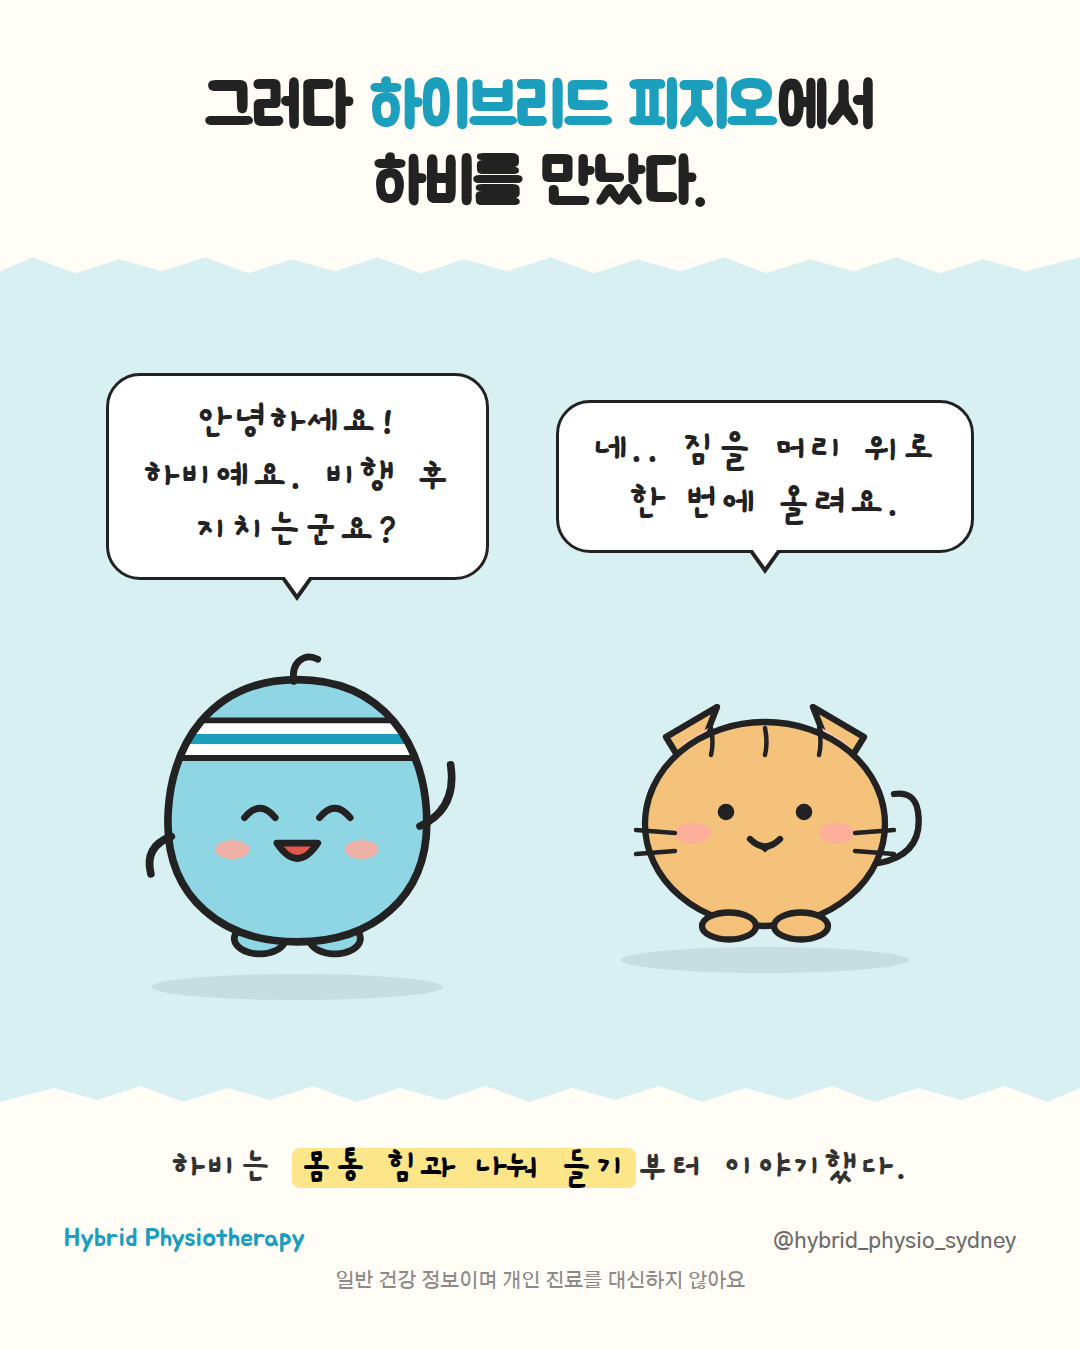 그러다 하이브리드 피지오에서
하비를 만났다.
안녕하세요!
하비예요. 비행 후
지치는군요?
네.. 짐을 머리 위로
한 번에 올려요.
하비는 몸통 힘과 나눠 들기부터 이야기했다.
Hybrid Physiotherapy
@hybrid_physio_sydney
일반 건강 정보이며 개인 진료를 대신하지 않아요